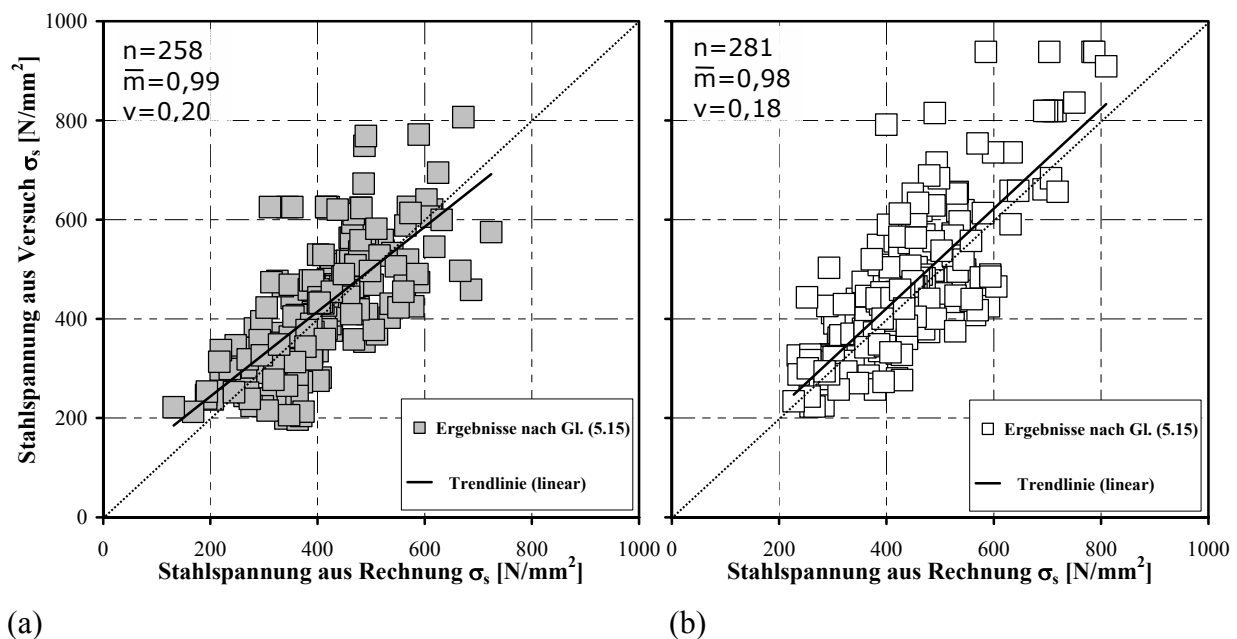 Stahlspannung aus Versuch σs [N/mm²]
1000
800
600
400
200
0
n=258
m̅=0,99
v=0,20
Ergebnisse nach Gl. (5.15)
Trendlinie (linear)
200
400
600
800
1000
Stahlspannung aus Rechnung σs [N/mm²]
(a)
n=281
m̅=0,98
v=0,18
Ergebnisse nach Gl. (5.15)
Trendlinie (linear)
0
200
400
600
800
1000
Stahlspannung aus Rechnung σs [N/mm²]
(b)